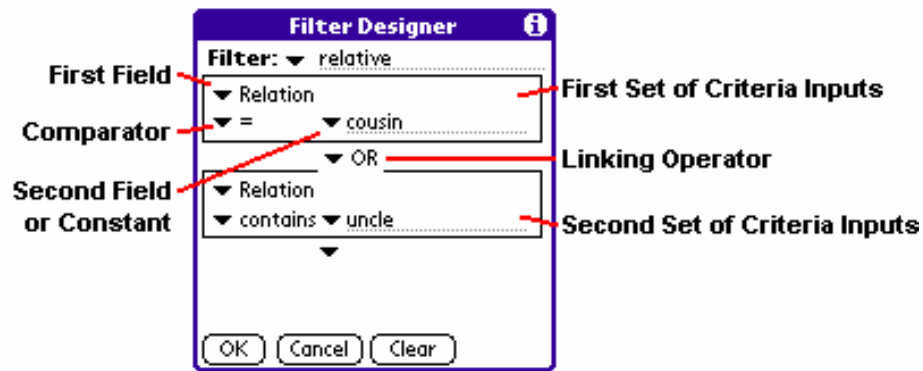 Filter Designer
Filter: relative
First Field
Relation
First Set of Criteria Inputs
Comparator
= cousin
OR
Linking Operator
Second Field
or Constant
Relation
contains uncle
Second Set of Criteria Inputs
OK Cancel Clear